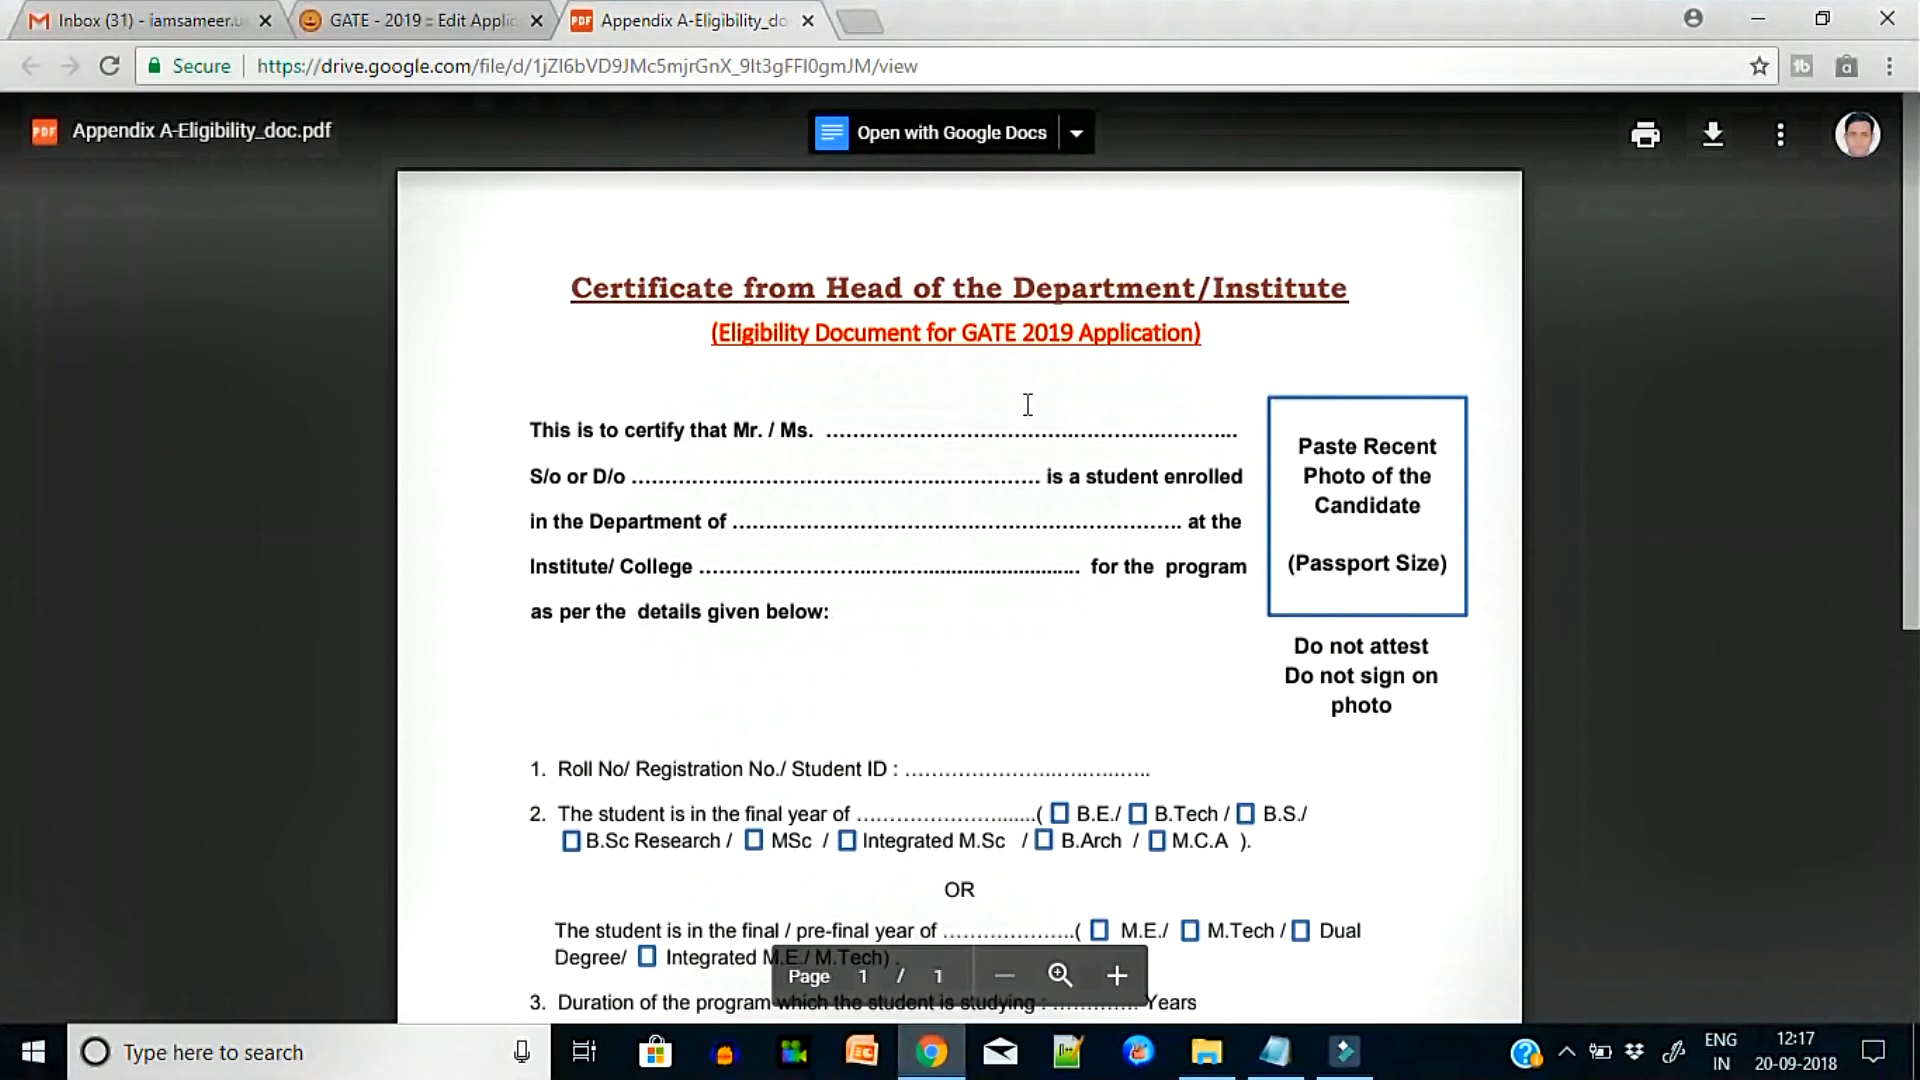 Inbox (31) - iamsameer.u
GATE - 2019 :: Edit Applic
PDF Appendix A-Eligibility_do
Secure https://drive.google.com/file/d/1jZI6bVD9JMc5mjrGnX_9It3gFFI0gmJM/view
PDF Appendix A-Eligibility_doc.pdf
Open with Google Docs
Certificate from Head of the Department/Institute
(Eligibility Document for GATE 2019 Application)
This is to certify that Mr. / Ms. ……………………………………………………..
S/o or D/o …………………………………………………… is a student enrolled
in the Department of …………………………………………………………. at the
Institute/ College ………………………………………………. for the program
as per the details given below:
Paste Recent
Photo of the
Candidate
(Passport Size)
Do not attest
Do not sign on
photo
1. Roll No/ Registration No./ Student ID : ………………………………..
2. The student is in the final year of ……………………….( B.E./ B.Tech / B.S./
B.Sc Research / MSc / Integrated M.Sc / B.Arch / M.C.A ).
OR
The student is in the final / pre-final year of ………………..( M.E./ M.Tech / Dual
Degree/ Integrated M.E./ M.Tech) .
Page 1 / 1
3. Duration of the program which the student is studying : …………. Years
Type here to search
ENG
IN
12:17
20-09-2018